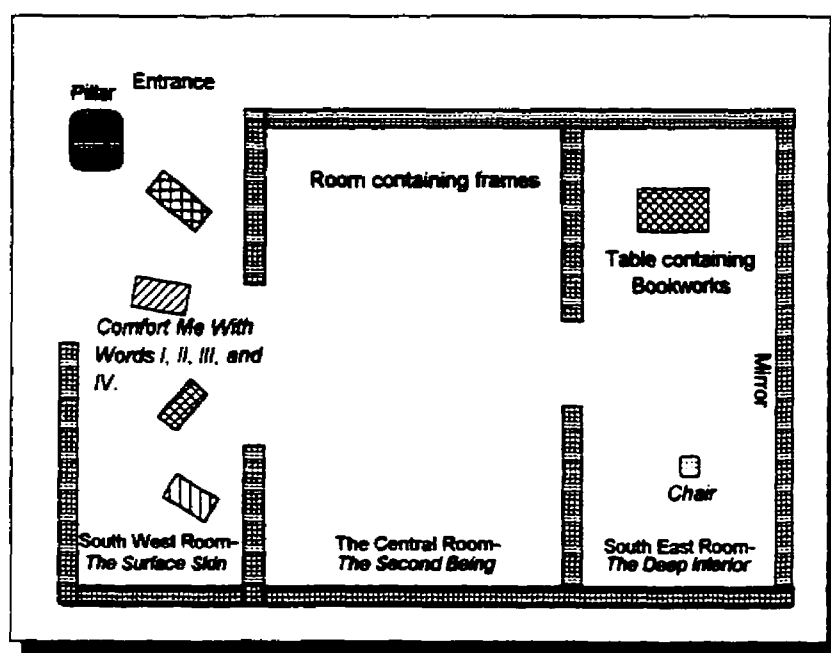 Entrance
Pillar
Room containing frames
Table containing
Bookworks
Comfort Me With
Words I, II, III, and
IV.
Mirror
Chair
South West Room-
The Surface Skin
The Central Room-
The Second Being
South East Room-
The Deep Interior